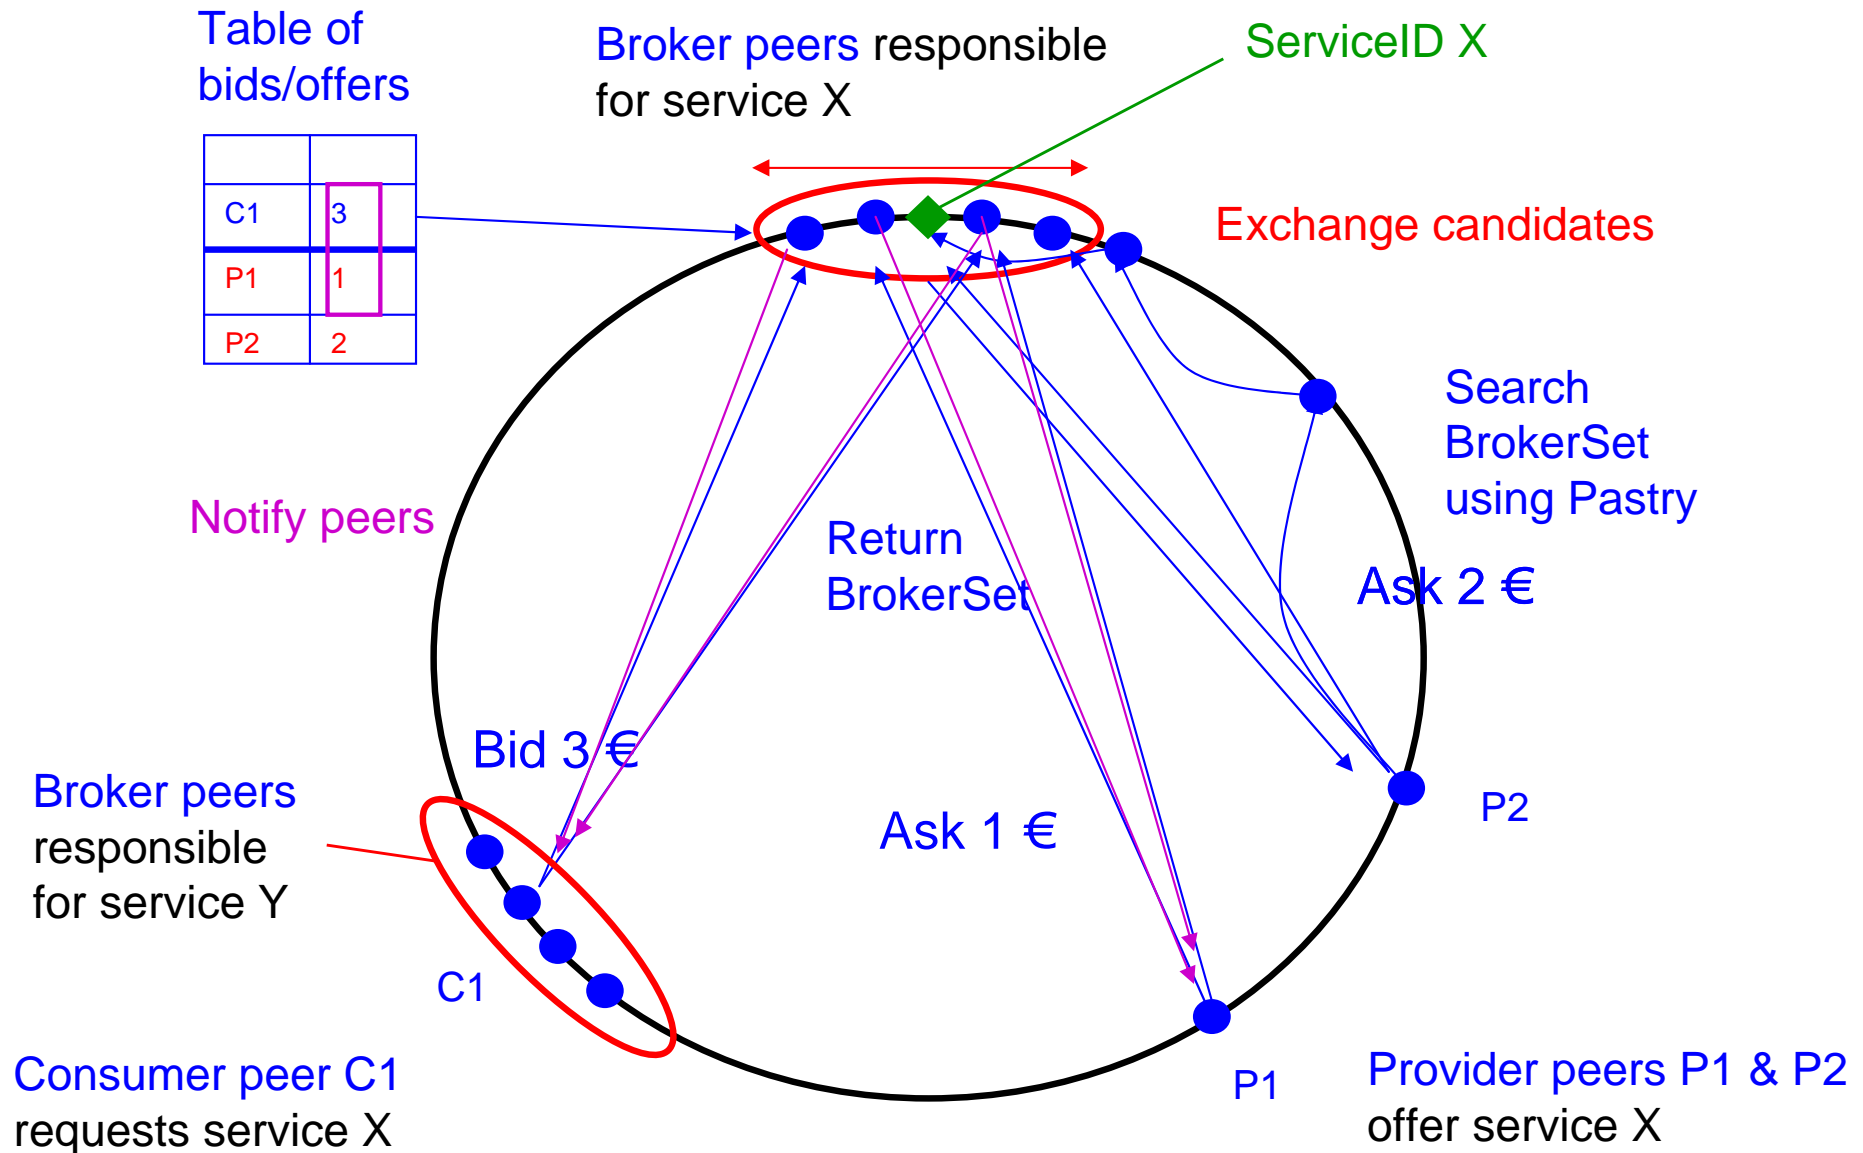 Table of
bids/offers
Broker peers responsible
for service X
ServiceID X
C1 3
P1 1
P2 2
Exchange candidates
Search
BrokerSet
using Pastry
Notify peers
Return
BrokerSet
Ask 2 €
Bid 3 €
Ask 1 €
Broker peers
responsible
for service Y
P2
C1
P1
Consumer peer C1
requests service X
Provider peers P1 & P2
offer service X